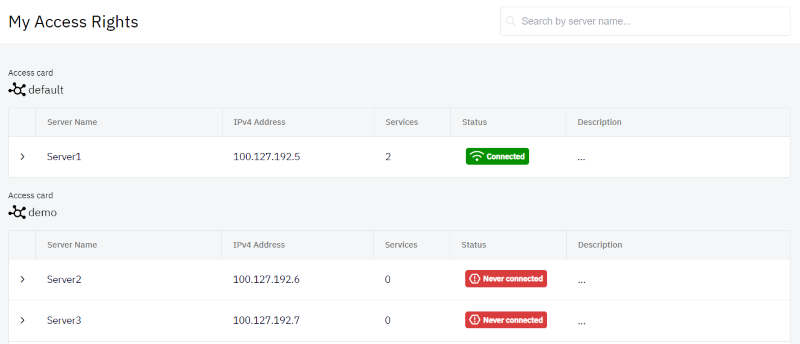 My Access Rights
Search by server name...
Access card
default
Server Name IPv4 Address Services Status Description
Server1 100.127.192.5 2 Connected ...
Access card
demo
Server Name IPv4 Address Services Status Description
Server2 100.127.192.6 0 Never connected ...
Server3 100.127.192.7 0 Never connected ...